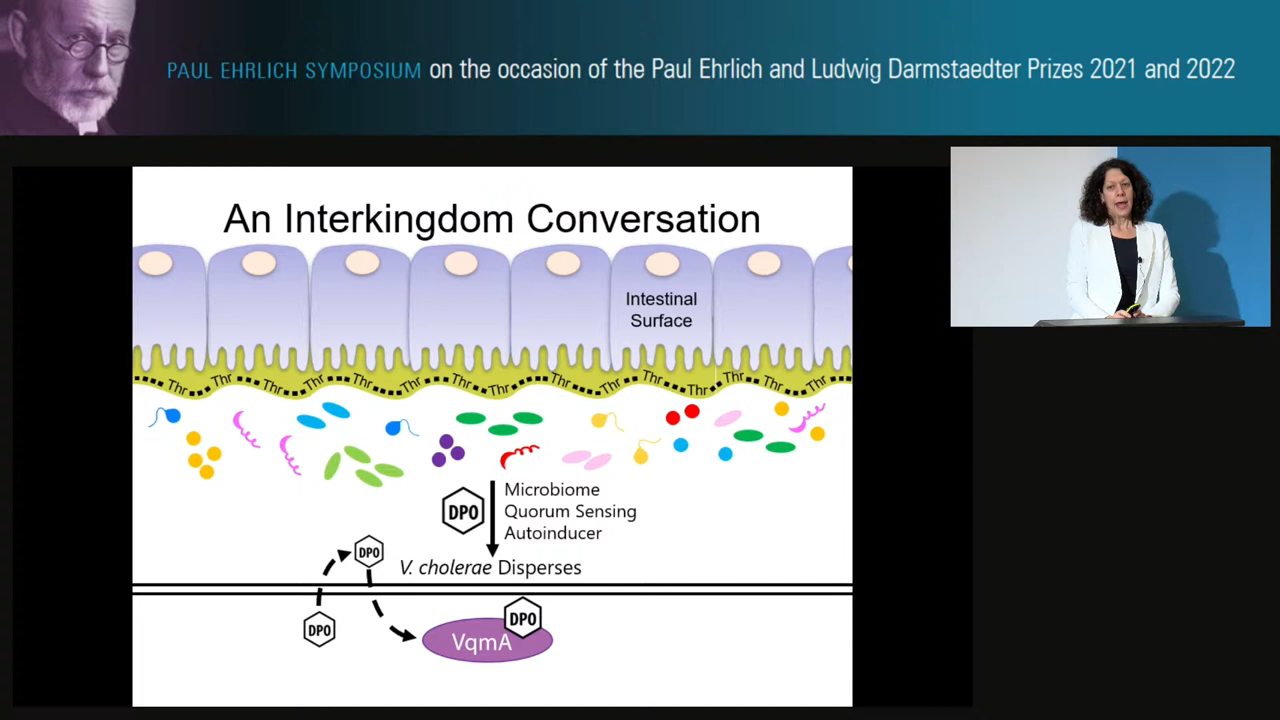 PAUL EHRLICH SYMPOSIUM on the occasion of the Paul Ehrlich and Ludwig Darmstaedter Prizes 2021 and 2022
An Interkingdom Conversation
Intestinal
Surface
Thr Thr Thr Thr Thr Thr Thr Thr Thr Thr Thr Thr Thr Thr
DPO
Microbiome
Quorum Sensing
Autoinducer
DPO
V. cholerae Disperses
DPO
DPO
VqmA